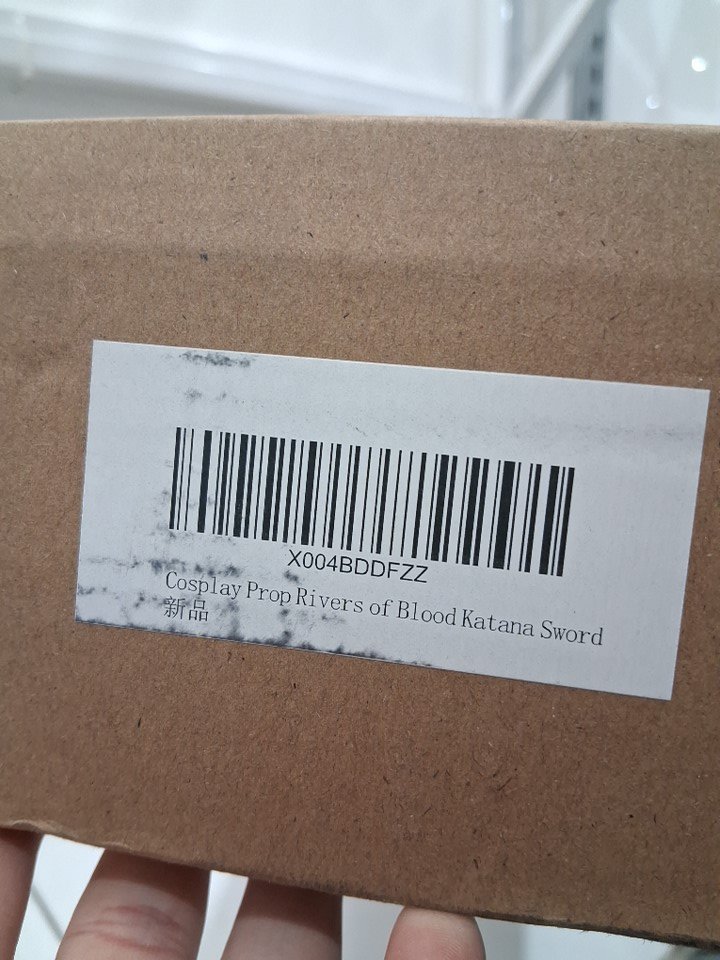 X004BDDFZZ
Cosplay Prop Rivers of Blood Katana Sword
新品